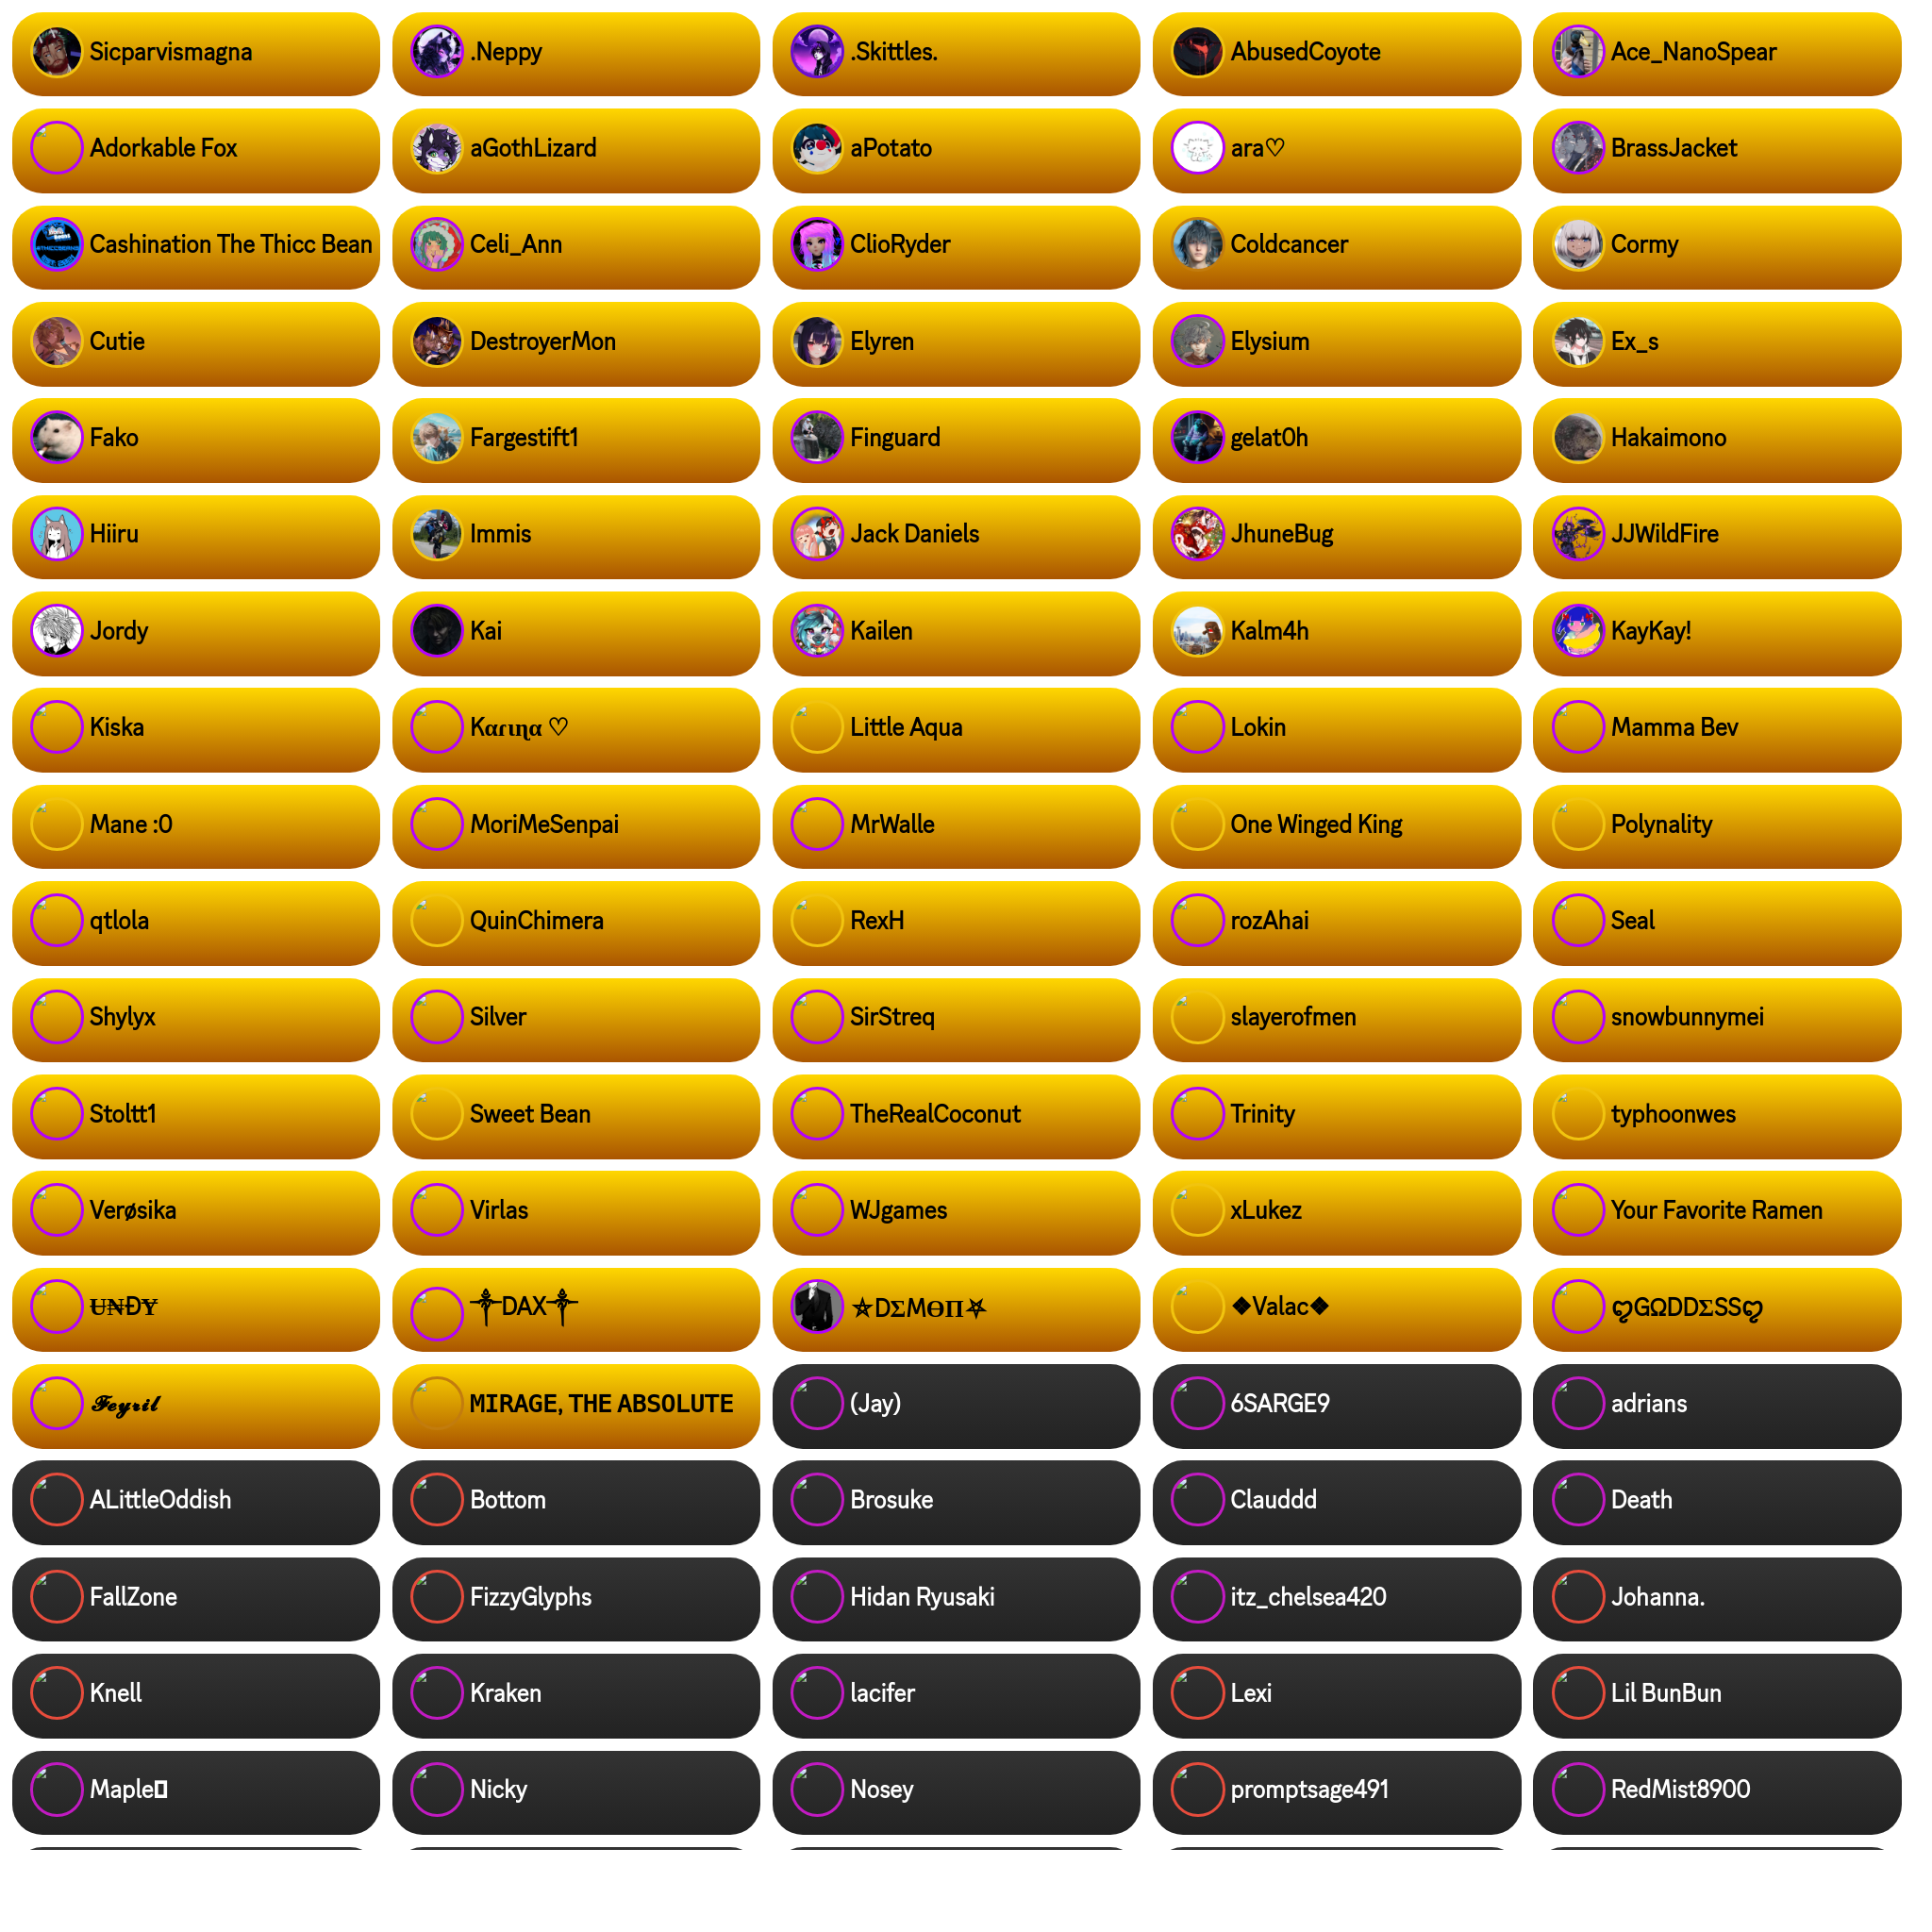 Sicparvismagna
.Neppy
.Skittles.
AbusedCoyote
Ace_NanoSpear
Adorkable Fox
aGothLizard
aPotato
ara♡
BrassJacket
Cashination The Thicc Bean
Celi_Ann
ClioRyder
Coldcancer
Cormy
Cutie
DestroyerMon
Elyren
Elysium
Ex_s
Fako
Fargestift1
Finguard
gelat0h
Hakaimono
Hiiru
Immis
Jack Daniels
JhuneBug
JJWildFire
Jordy
Kai
Kailen
Kalm4h
KayKay!
Kiska
Kαɾιɳα ♡
Little Aqua
Lokin
Mamma Bev
Mane :0
MoriMeSenpai
MrWalle
One Winged King
Polynality
qtlola
QuinChimera
RexH
rozAhai
Seal
Shylyx
Silver
SirStreq
slayerofmen
snowbunnymei
Stoltt1
Sweet Bean
TheRealCoconut
Trinity
typhoonwes
Verøsika
Virlas
WJgames
xLukez
Your Favorite Ramen
U̶N̶ĐY̶
༒DAX༒
⛤DΣMӨΠ⛧
❖Valac❖
ღGΩDDΣSSღ
𝓕𝓮𝔂𝓻𝓲𝓵
MIRAGE, THE ABSOLUTE
(Jay)
6SARGE9
adrians
ALittleOddish
Bottom
Brosuke
Clauddd
Death
FallZone
FizzyGlyphs
Hidan Ryusaki
itz_chelsea420
Johanna.
Knell
Kraken
lacifer
Lexi
Lil BunBun
Maple
Nicky
Nosey
promptsage491
RedMist8900